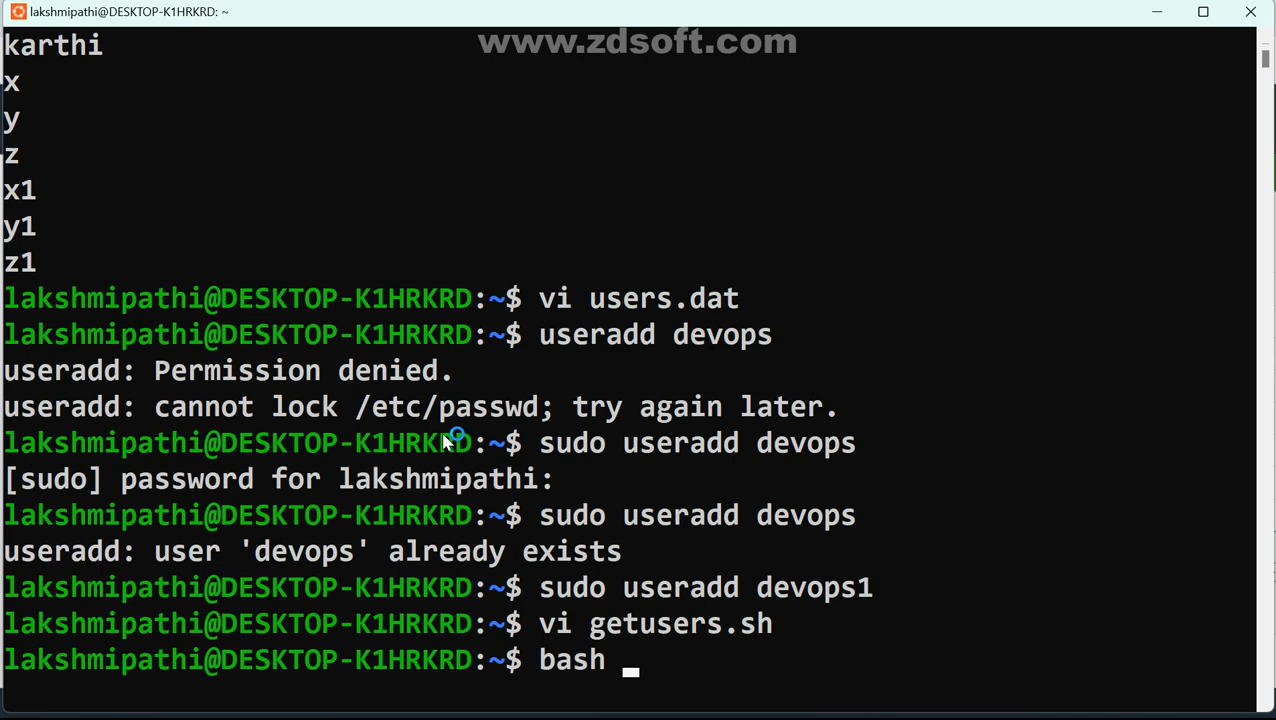 lakshmipathi@DESKTOP-K1HRKRD: ~
www.zdsoft.com
karthi
x
y
z
x1
y1
z1
lakshmipathi@DESKTOP-K1HRKRD:~$ vi users.dat
lakshmipathi@DESKTOP-K1HRKRD:~$ useradd devops
useradd: Permission denied.
useradd: cannot lock /etc/passwd; try again later.
lakshmipathi@DESKTOP-K1HRKRD:~$ sudo useradd devops
[sudo] password for lakshmipathi:
lakshmipathi@DESKTOP-K1HRKRD:~$ sudo useradd devops
useradd: user 'devops' already exists
lakshmipathi@DESKTOP-K1HRKRD:~$ sudo useradd devops1
lakshmipathi@DESKTOP-K1HRKRD:~$ vi getusers.sh
lakshmipathi@DESKTOP-K1HRKRD:~$ bash